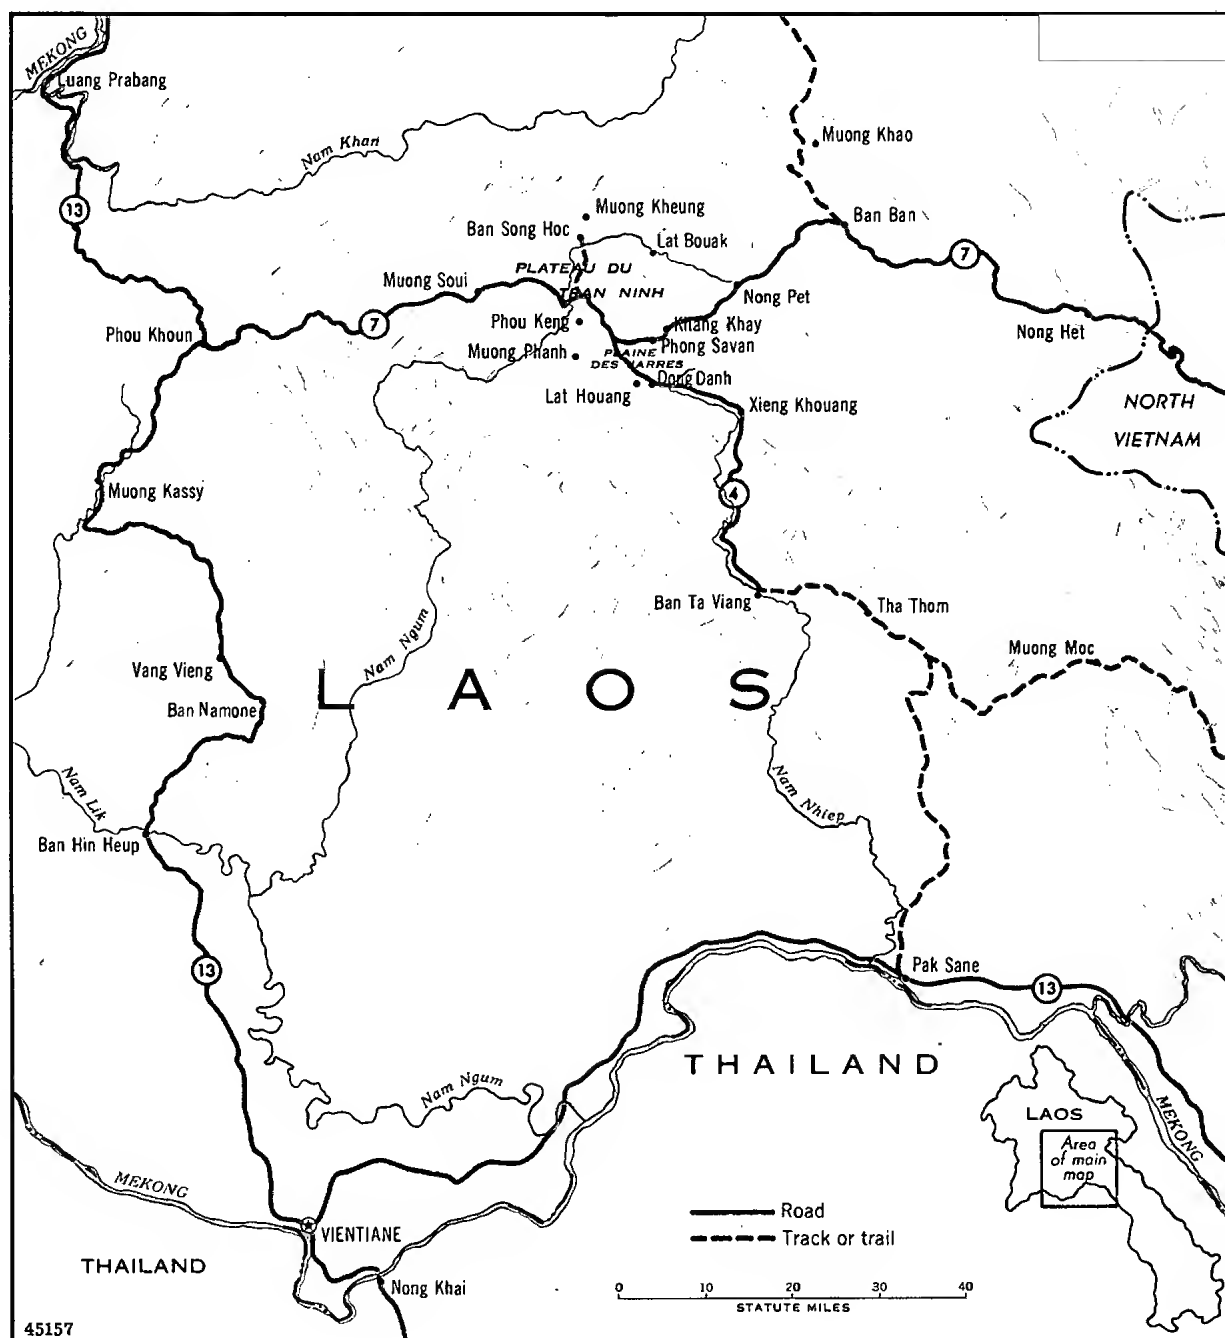 MEKONG
Luang Prabang
Nam Khan
Muong Khao
13
Muong Kheung
Ban Ban
Ban Song Hoc
Lat Bouak
7
PLATEAU DU
TRAN NINH
Muong Soui
Nong Pet
Phou Keng
Khang Khay
Nong Het
Phou Khoun
7
Phong Savan
Muong Phanh
PLAINE
DES JARRES
Lat Houang
Dong Danh
Xieng Khouang
NORTH
VIETNAM
Muong Kassy
4
Ban Ta Viang
Tha Thom
Nam Ngum
Muong Moc
Vang Vieng
LAOS
Ban Namone
Nam Lik
Nam Nhiep
Ban Hin Heup
13
Pak Sane
13
THAILAND
Nam Ngum
LAOS
MEKONG
Area
of main
map
MEKONG
Road
VIENTIANE
Track or trail
THAILAND
Nong Khai
0 10 20 30 40
STATUTE MILES
45157